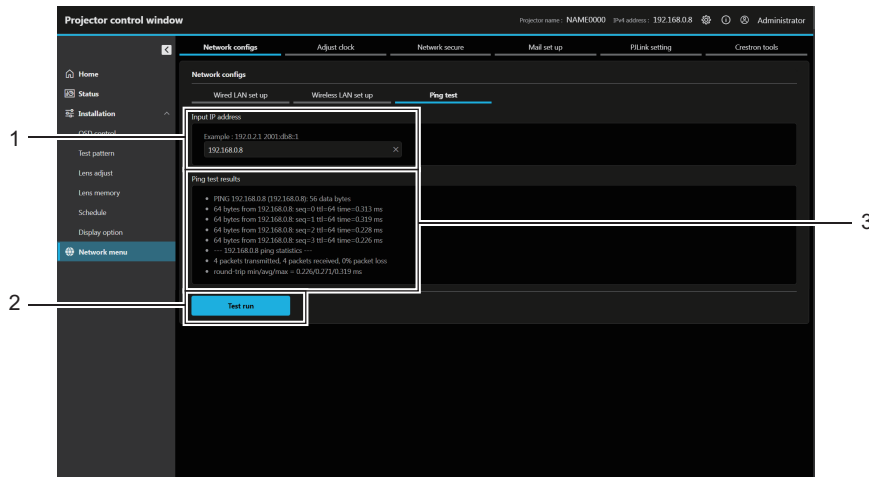 Projector control window
Projector name : NAME0000 IPv4 address : 192.168.0.8 Administrator
Network configs Adjust clock Network secure Mail set up PJLink setting Crestron tools
Home
Status
Installation
OSD control
Test pattern
Lens adjust
Lens memory
Schedule
Display option
Network menu
Network configs
Wired LAN set up Wireless LAN set up Ping test
1
Input IP address
Example : 192.0.2.1 2001:db8::1
192.168.0.8
Ping test results
• PING 192.168.0.8 (192.168.0.8): 56 data bytes
• 64 bytes from 192.168.0.8: seq=0 ttl=64 time=0.313 ms
• 64 bytes from 192.168.0.8: seq=1 ttl=64 time=0.319 ms
• 64 bytes from 192.168.0.8: seq=2 ttl=64 time=0.228 ms
• 64 bytes from 192.168.0.8: seq=3 ttl=64 time=0.226 ms
• --- 192.168.0.8 ping statistics ---
• 4 packets transmitted, 4 packets received, 0% packet loss
• round-trip min/avg/max = 0.226/0.271/0.319 ms
3
2
Test run